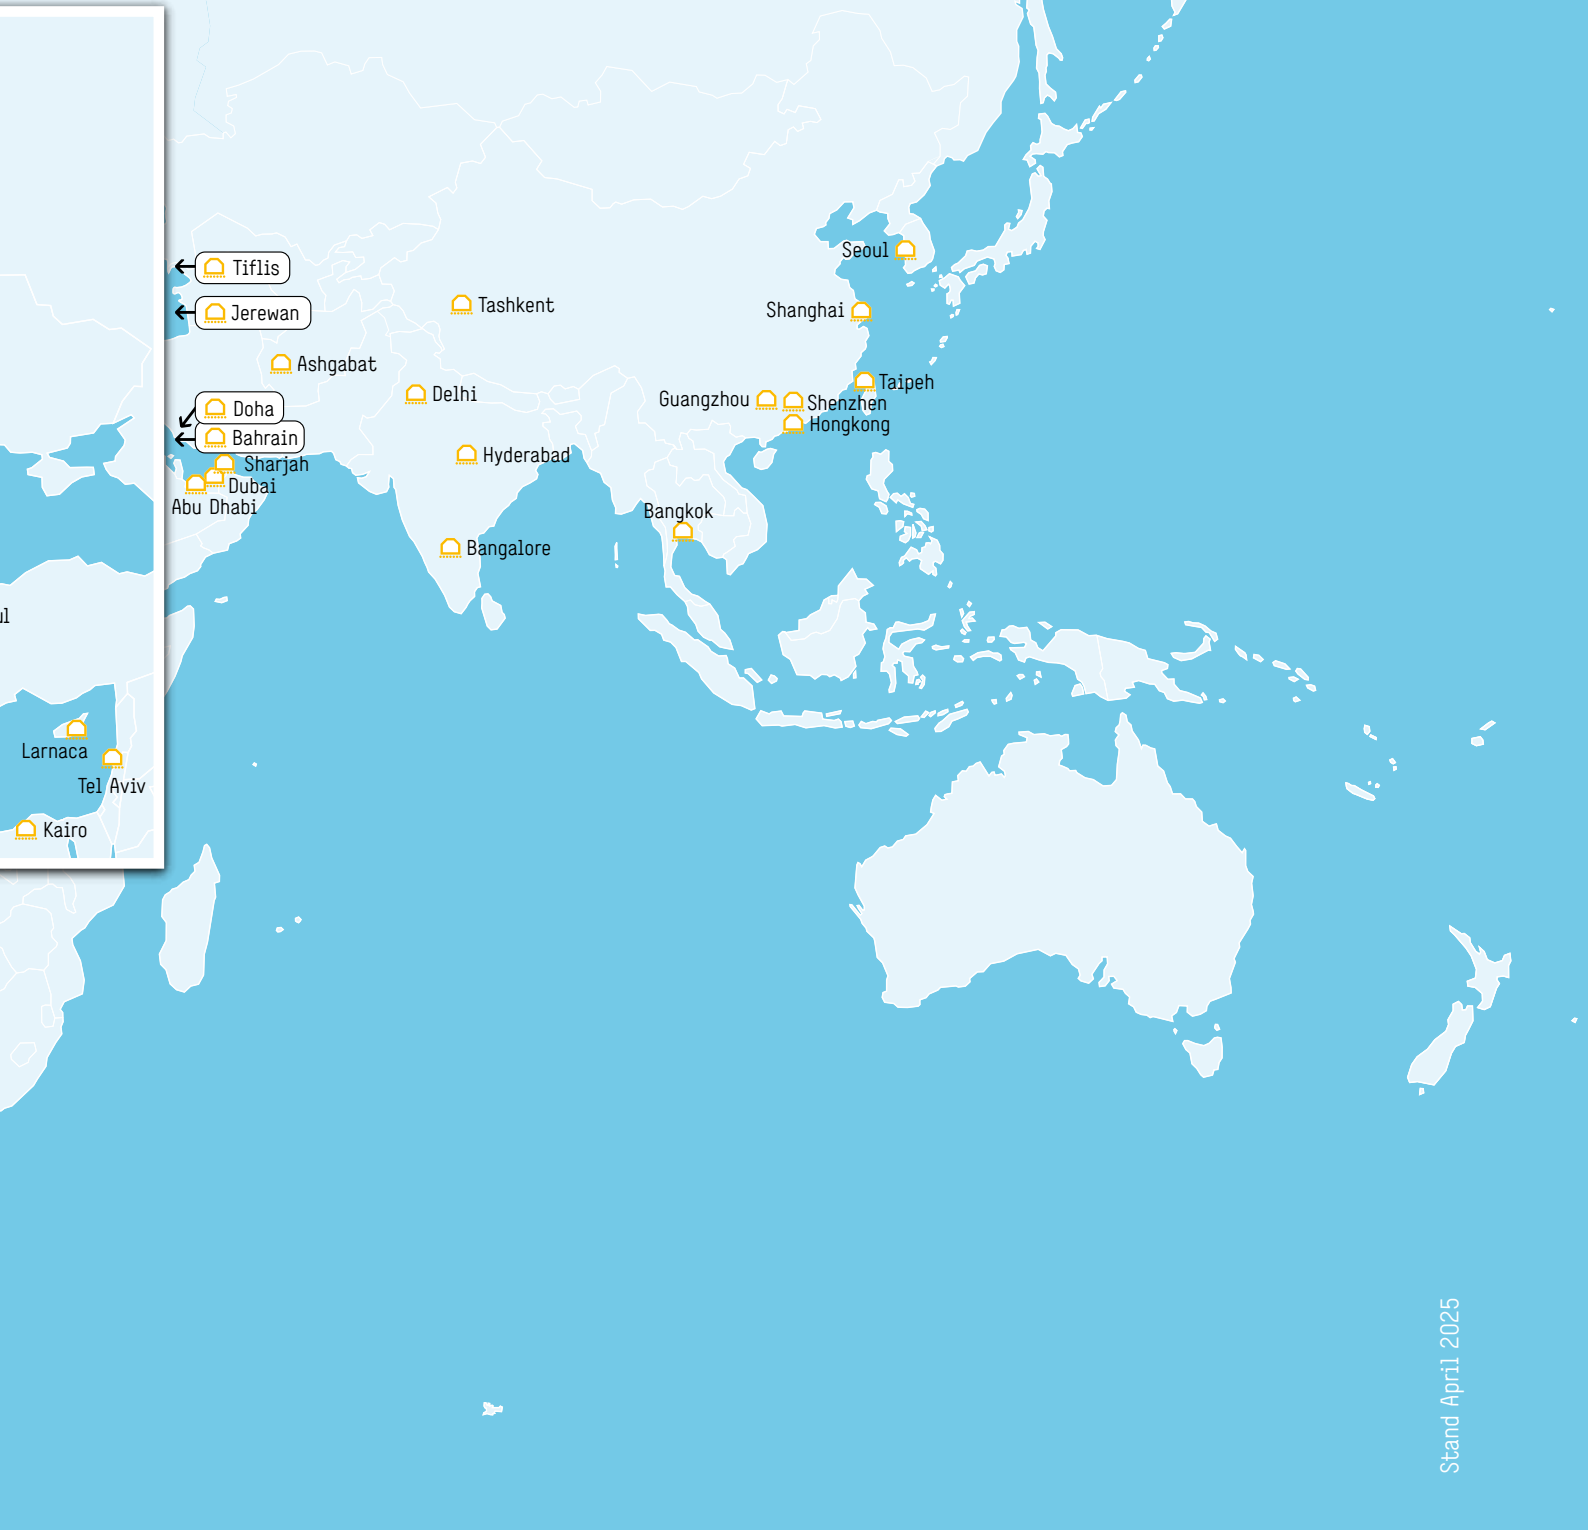 Seoul
Tiflis
Tashkent
Shanghai
Jerewan
Ashgabat
Taipeh
Delhi
Guangzhou
Shenzhen
Doha
Hongkong
Bahrain
Hyderabad
Sharjah
Dubai
Abu Dhabi
Bangkok
Bangalore
ul
Larnaca
Tel Aviv
Kairo
Stand April 2025